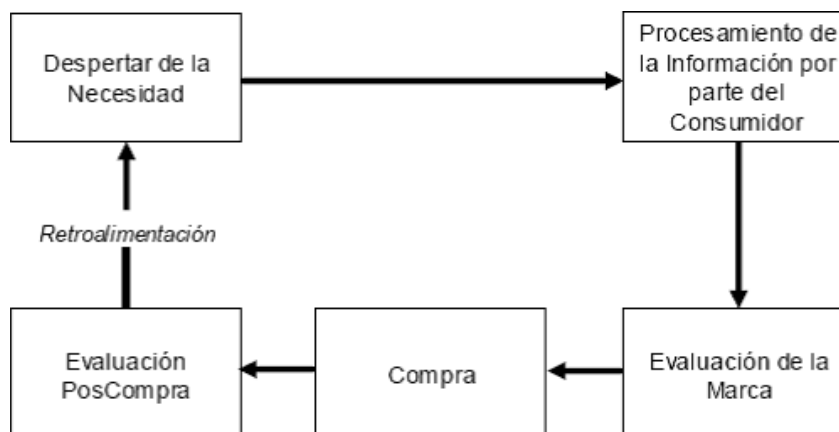 Despertar de la
Necesidad
Procesamiento de
la Información por
parte del
Consumidor
Retroalimentación
Evaluación
PosCompra
Compra
Evaluación de la
Marca